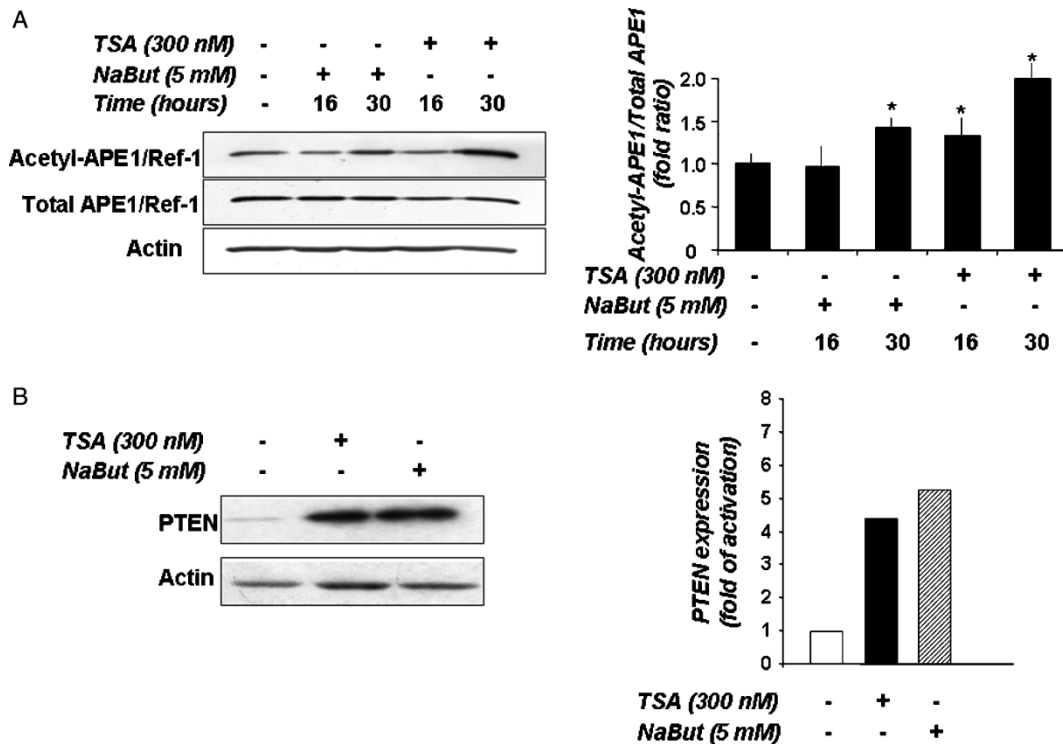 A
TSA (300 nM) - - - + +
NaBut (5 mM) - + + - -
Time (hours) - 16 30 16 30
Acetyl-APE1/Ref-1
Total APE1/Ref-1
Actin
Acetyl-APE1/Total APE1
(fold ratio)
2.0
1.5
1.0
0.5
0
* * *
TSA (300 nM) - - - + +
NaBut (5 mM) - + + - -
Time (hours) - 16 30 16 30
B
TSA (300 nM) - + -
NaBut (5 mM) - - +
PTEN
Actin
PTEN expression
(fold of activation)
8
7
6
5
4
3
2
1
0
TSA (300 nM) - + -
NaBut (5 mM) - - +